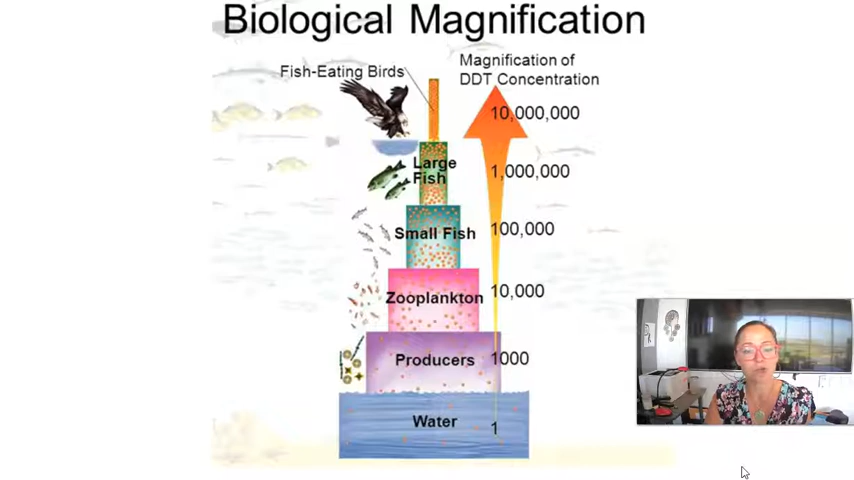 Biological Magnification
Magnification of
DDT Concentration
Fish-Eating Birds
10,000,000
Large
Fish
1,000,000
Small Fish
100,000
Zooplankton
10,000
Producers
1000
Water
1